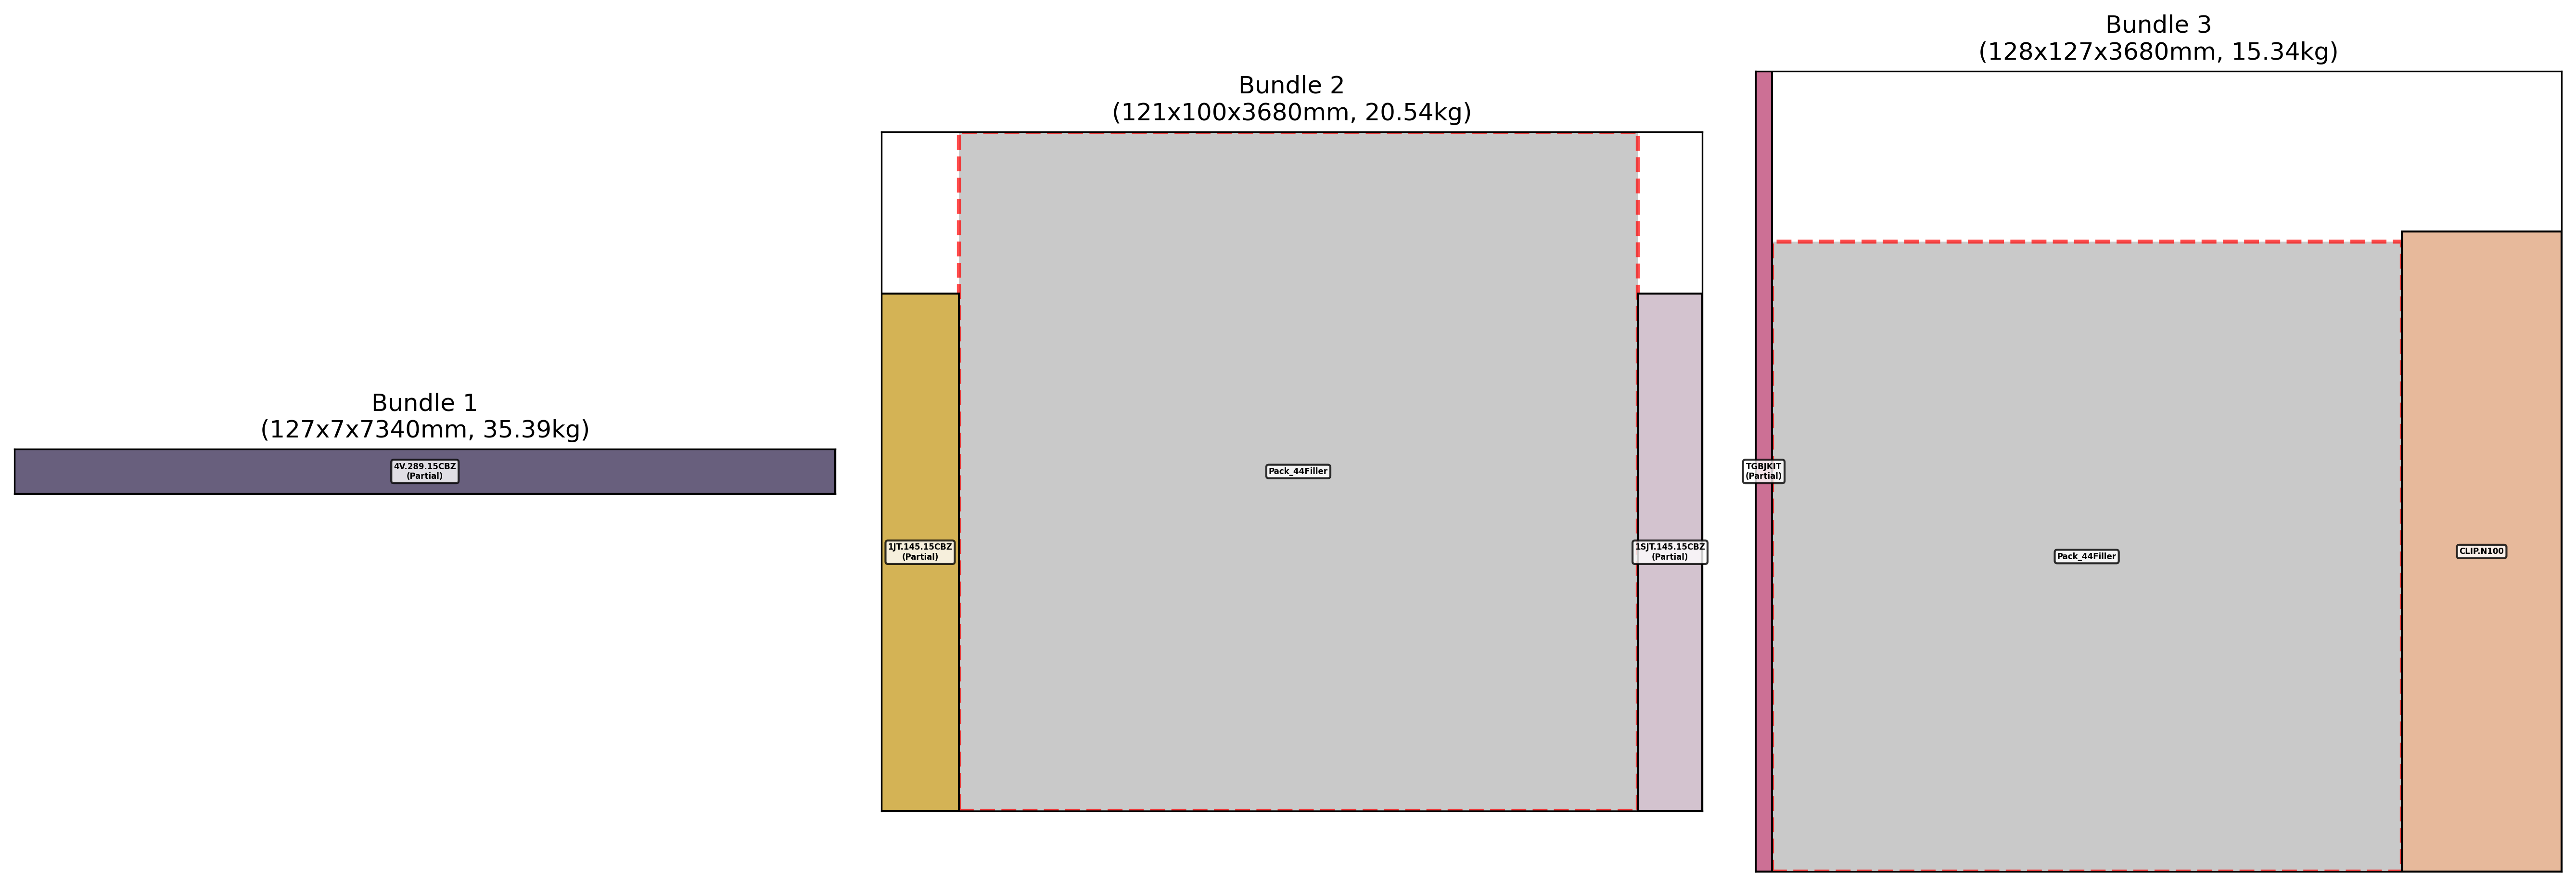 Bundle 1
(127x7x7340mm, 35.39kg)
4V.289.15CBZ
(Partial)
Bundle 2
(121x100x3680mm, 20.54kg)
1JT.145.15CBZ
(Partial)
Pack_44Filler
1SJT.145.15CBZ
(Partial)
Bundle 3
(128x127x3680mm, 15.34kg)
TGBJKIT
(Partial)
Pack_44Filler
CLIP.N100